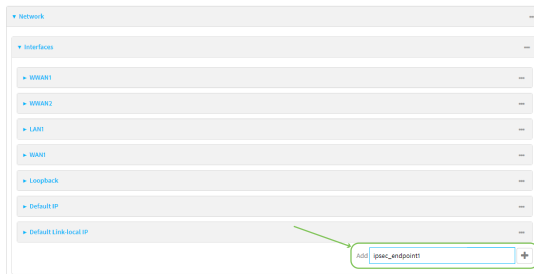 Network
Interfaces
WWAN1
WWAN2
LAN1
WAN1
Loopback
Default IP
Default Link-local IP
Add ipsec_endpoint1